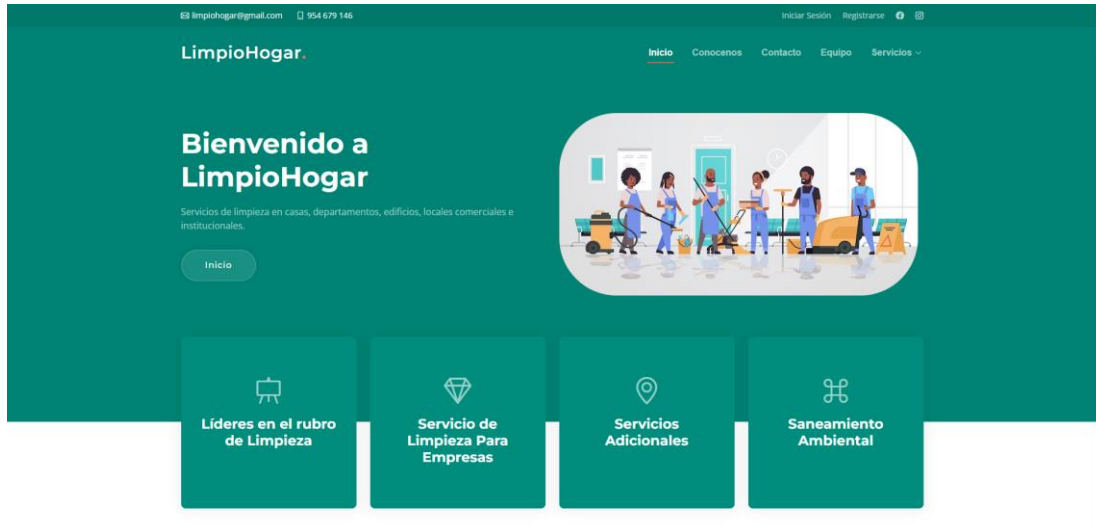 limpiohogar@gmail.com 954 679 146 Iniciar Sesión Registrarse
LimpioHogar. Inicio Conocenos Contacto Equipo Servicios
Bienvenido a
LimpioHogar
Servicios de limpieza en casas, departamentos, edificios, locales comerciales e
institucionales.
Inicio
Líderes en el rubro
de Limpieza
Servicio de
Limpieza Para
Empresas
Servicios
Adicionales
Saneamiento
Ambiental